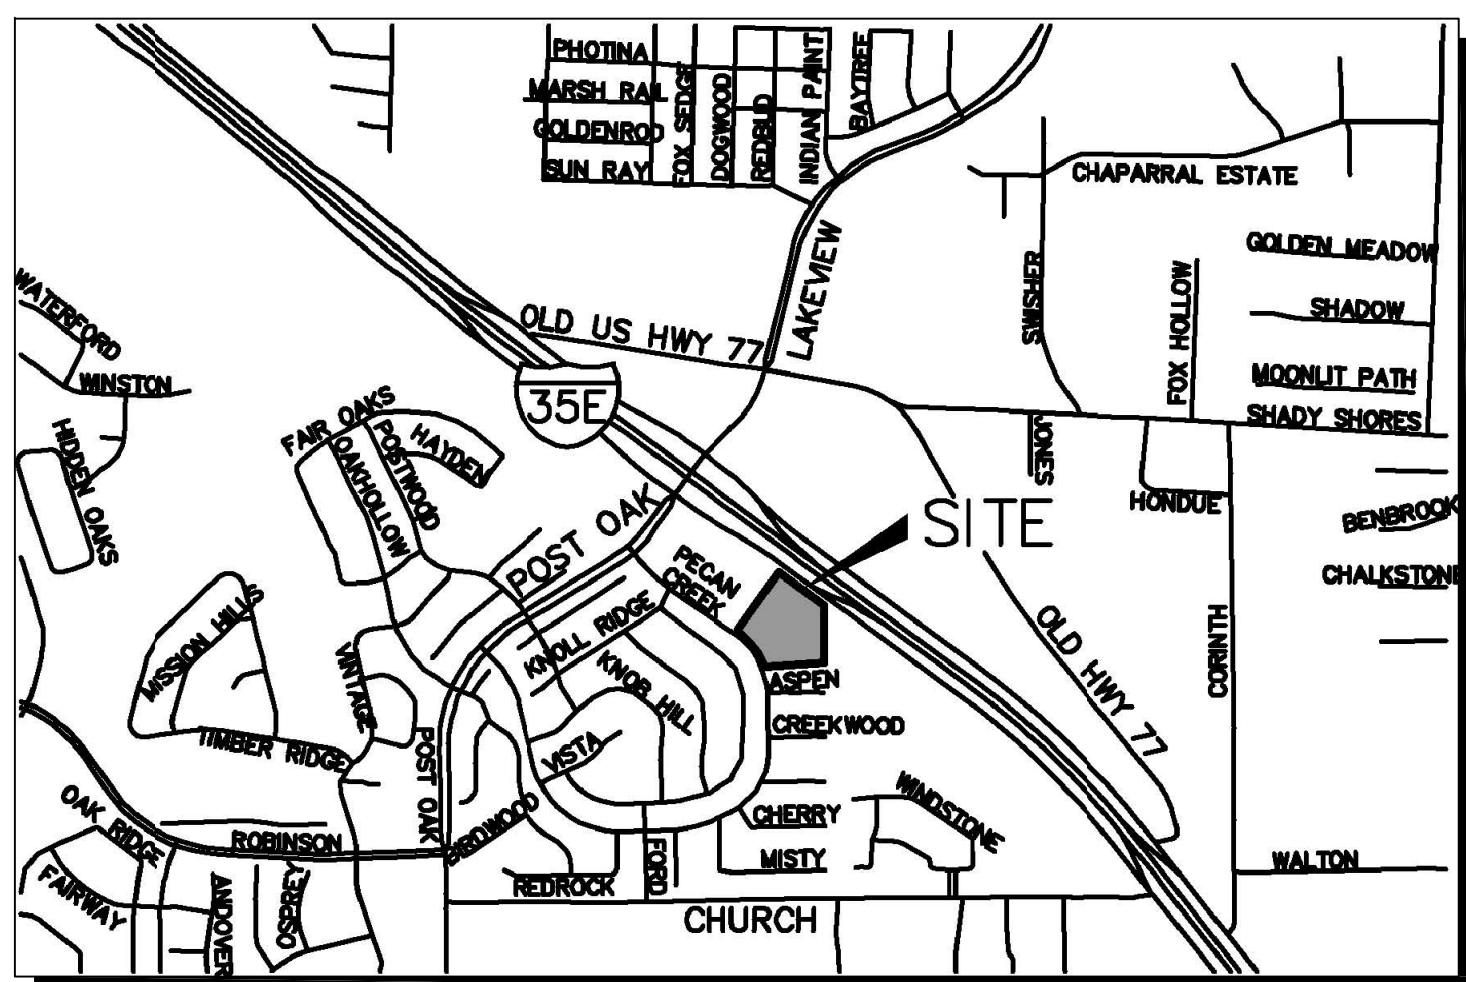 PHOTINA
MARSH RAIL
GOLDENROD
SUN RAY
FOX SEDGE
DOGWOOD
REDBUD
INDIAN PAINT
BAYTREE
CHAPARRAL ESTATE
LAKEVIEW
SWISHER
GOLDEN MEADOW
FOX HOLLOW
SHADOW
MOONLIT PATH
SHADY SHORES
WATERFORD
WINSTON
OLD US HWY 77
35E
FAIR OAKS
HAYDEN
POSTWOOD
OAKHOLLOW
HIDDEN OAKS
JONES
HONDUE
BENBROOK
CHALKSTONE
POST OAK
SITE
PECAN
CREEK
KNOLL RIDGE
KNOB HILL
MISSION HILLS
VINTAGE
TIMBER RIDGE
ASPEN
CREEKWOOD
OLD HWY 77
CORINTH
VISTA
POST OAK
BIRDWOOD
OAK RIDGE
ROBINSON
CHERRY
MISTY
WINDSTONE
WALTON
FAIRWAY
ANDOVER
OSPREY
REDROCK
FORD
CHURCH